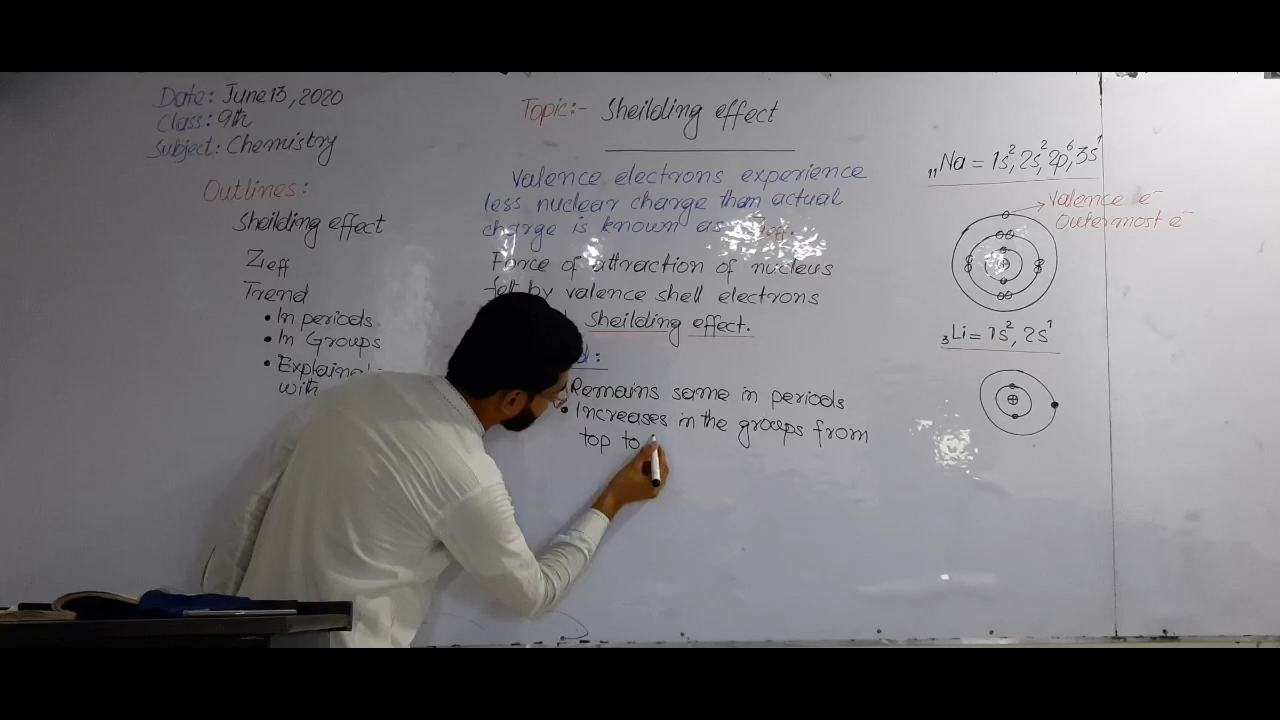 Date: June 13, 2020
Class: 9th
Subject: Chemistry
Outlines:
Sheilding effect
Zeff
Trend
• In periods
• In Groups
• Explained
with
Topic:- Sheilding effect
Valence electrons experience
less nuclear charge than actual
charge is known as Zeff.
Force of attraction of nucleus
felt by valence shell electrons
Sheilding effect.
Remains same in periods
• Increases in the groups from
top to
₁₁Na = 1s², 2s², 2p⁶, 3s¹
Valence e⁻
Outermost e⁻
₃Li = 1s², 2s¹